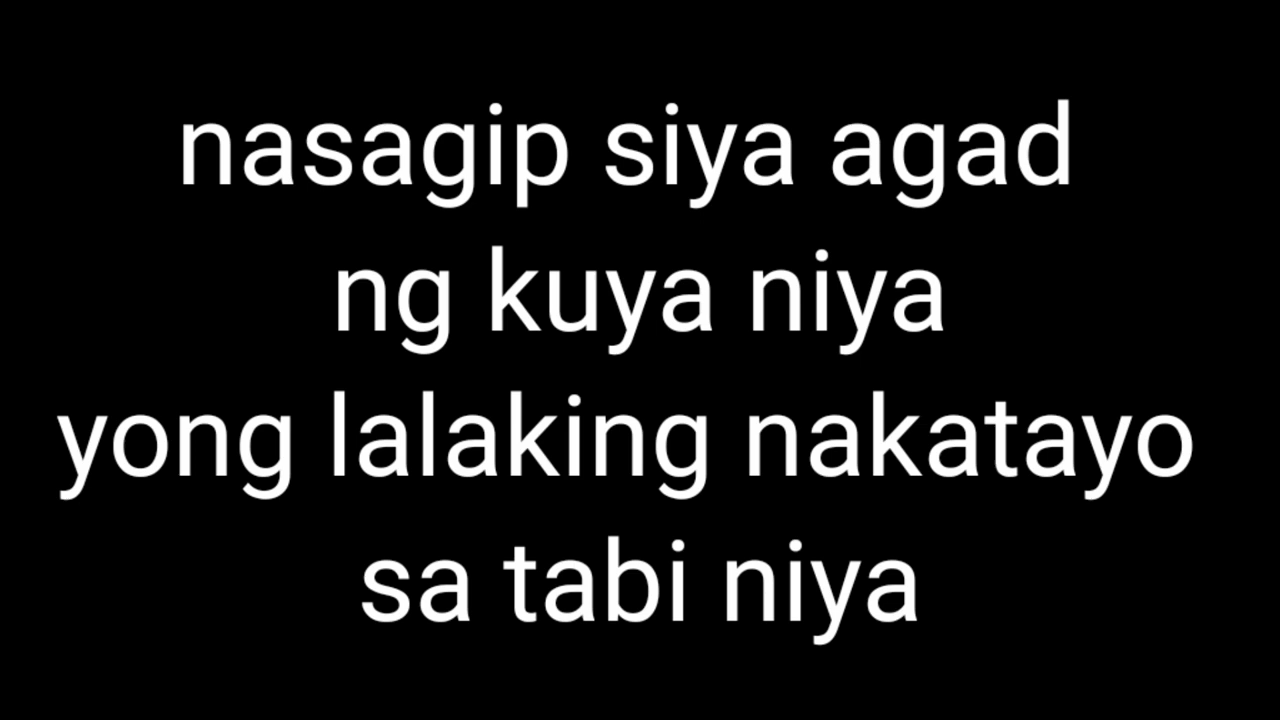 nasagip siya agad
ng kuya niya
yong lalaking nakatayo
sa tabi niya